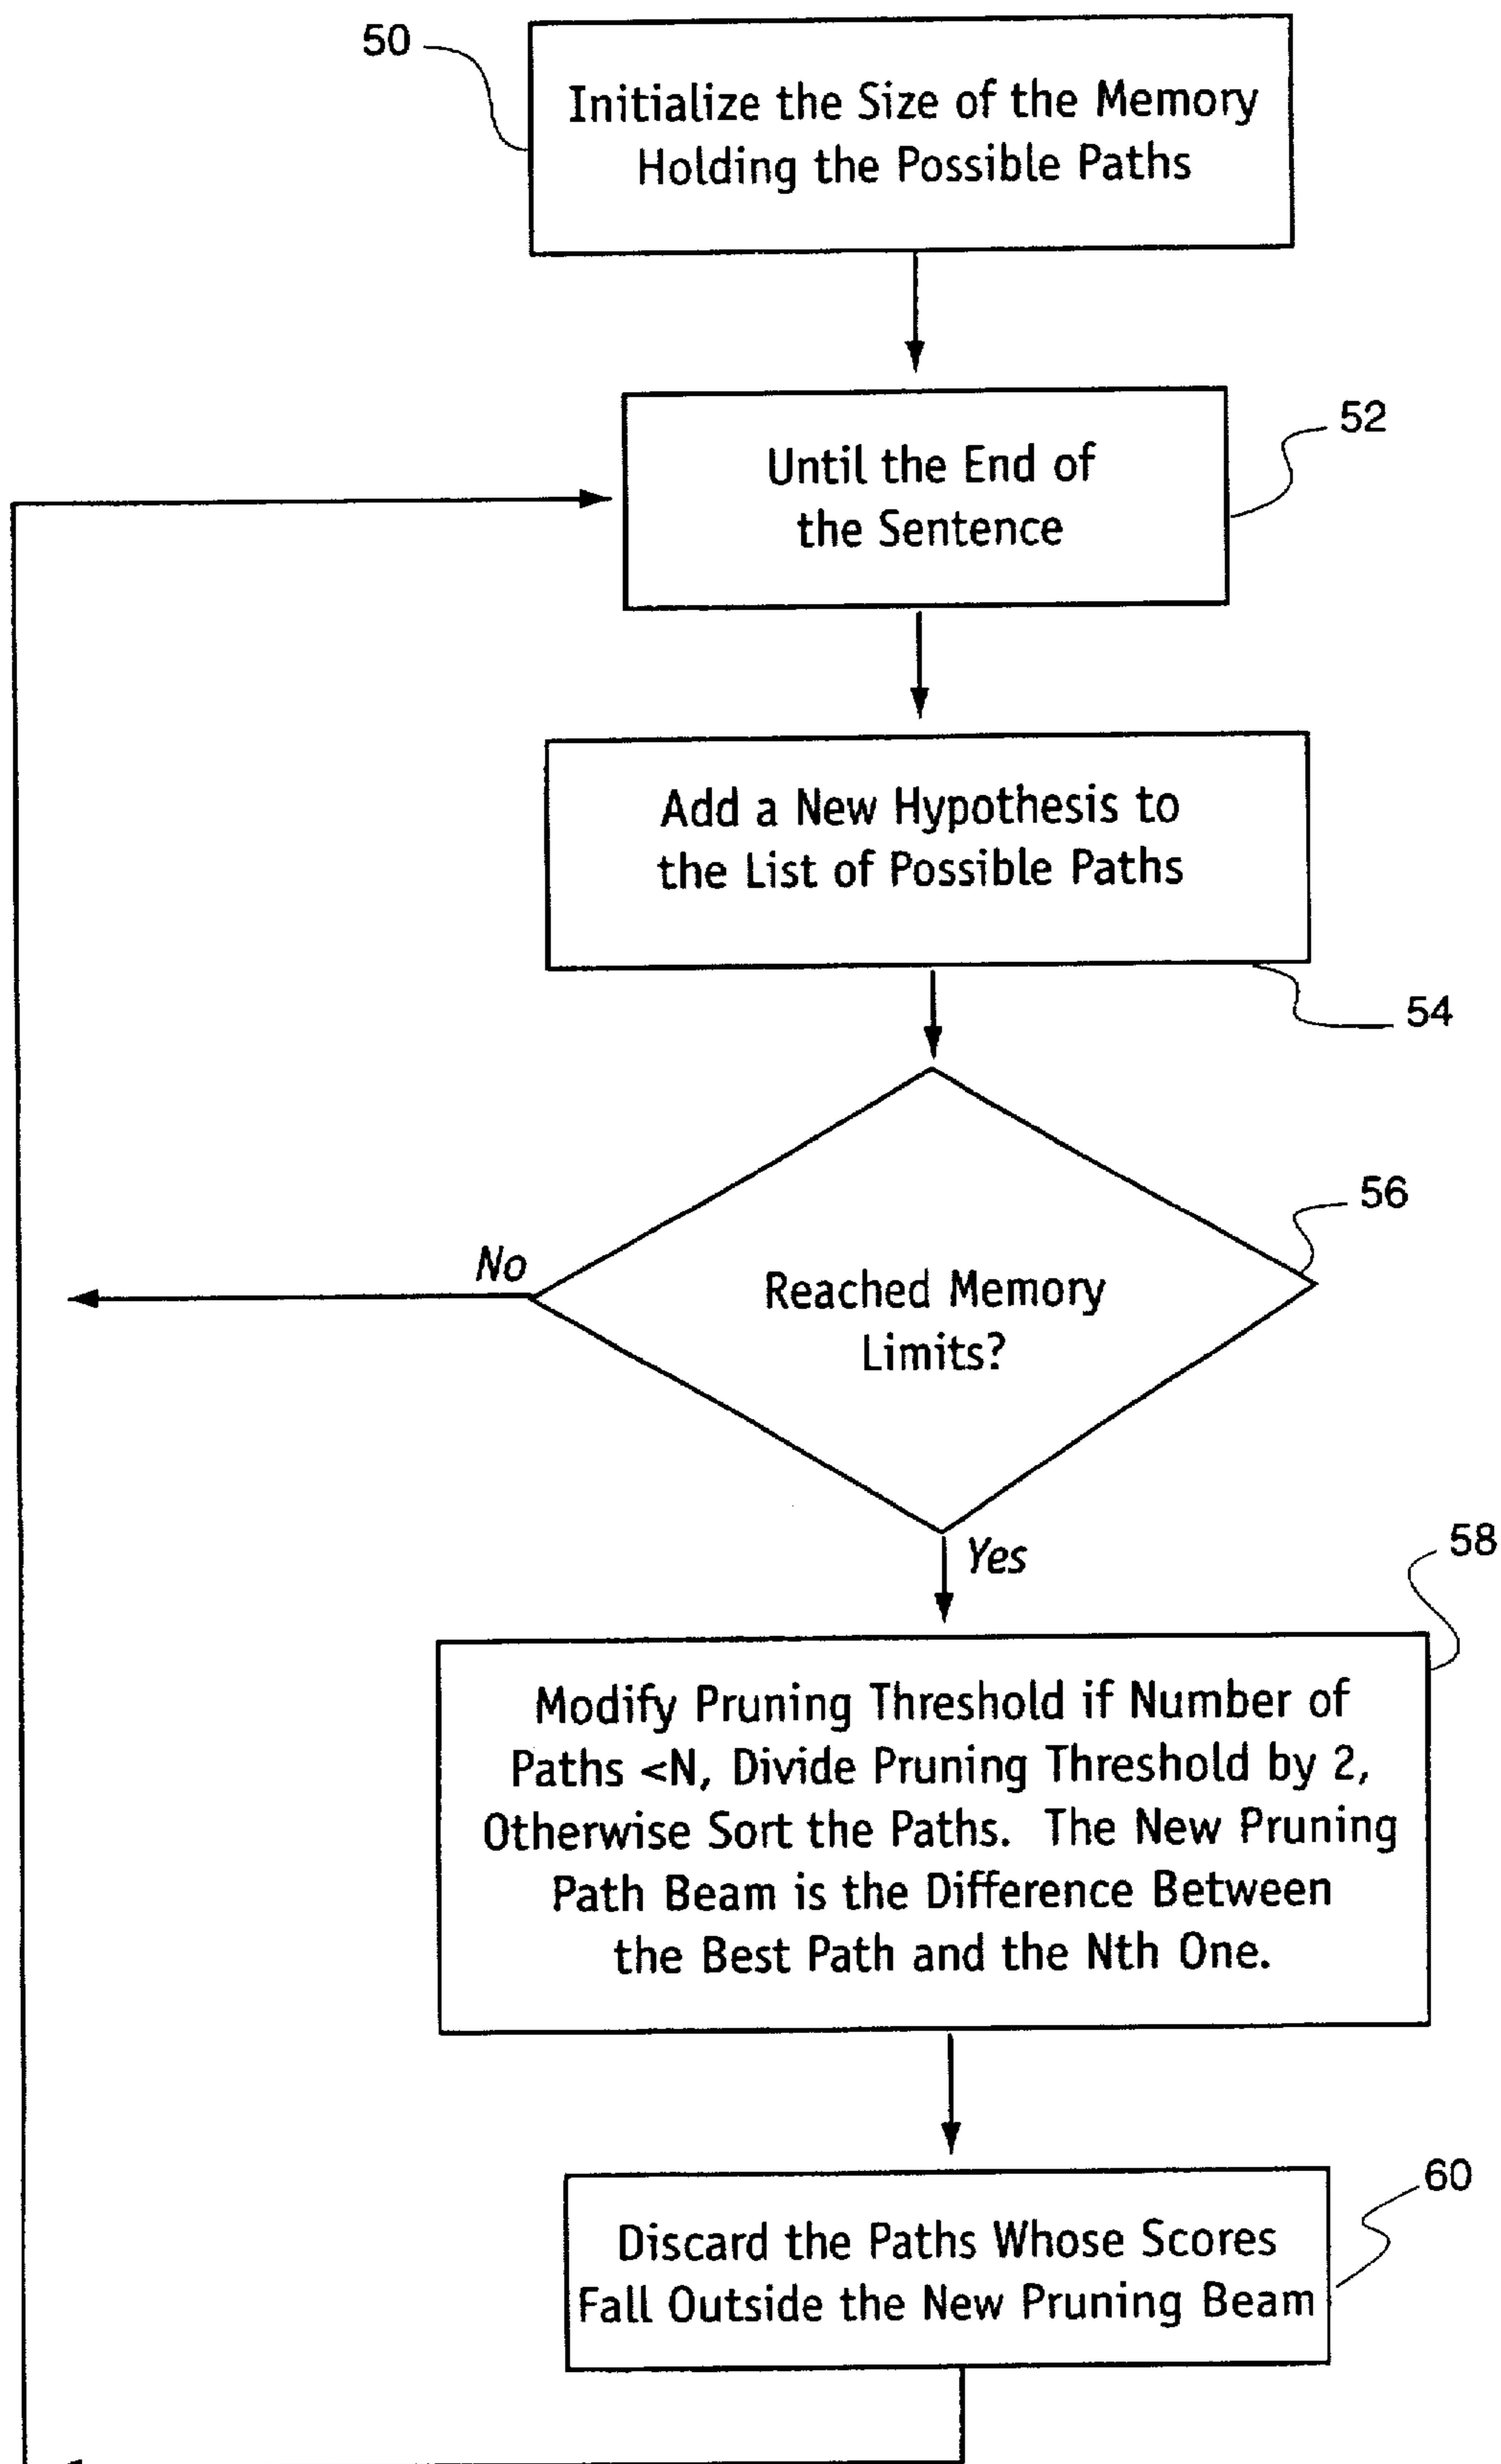 50
Initialize the Size of the Memory
Holding the Possible Paths
52
Until the End of
the Sentence
Add a New Hypothesis to
the List of Possible Paths
54
56
No
Reached Memory
Limits?
Yes
58
Modify Pruning Threshold if Number of
Paths <N, Divide Pruning Threshold by 2,
Otherwise Sort the Paths. The New Pruning
Path Beam is the Difference Between
the Best Path and the Nth One.
60
Discard the Paths Whose Scores
Fall Outside the New Pruning Beam